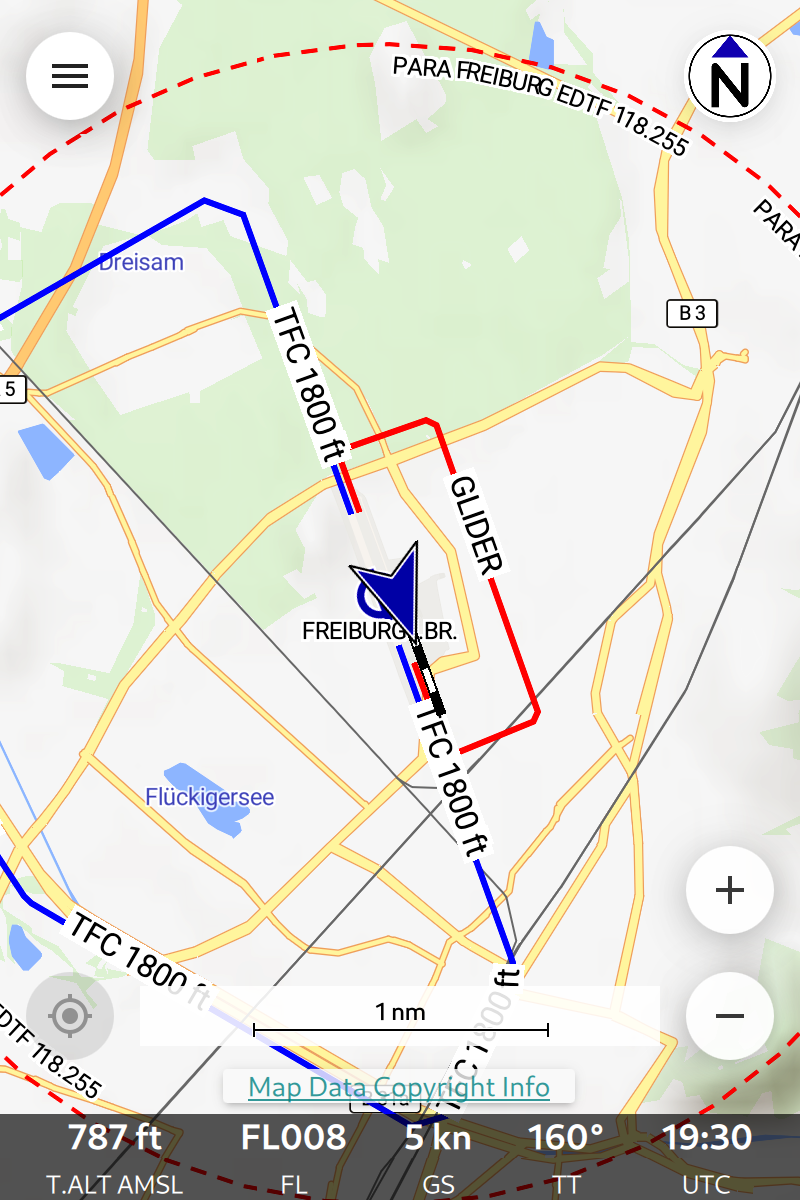 N
PARA FREIBURG EDTF 118.255
PARA
Dreisam
B 3
TFC 1800 ft
5
GLIDER
FREIBURG BR.
TFC 1800 ft
Flückigersee
TFC 1800 ft
TFC 1800 ft
EDTF 118.255
1 nm
Map Data Copyright Info
787 ft
FL008
5 kn
160°
19:30
T.ALT AMSL
FL
GS
TT
UTC